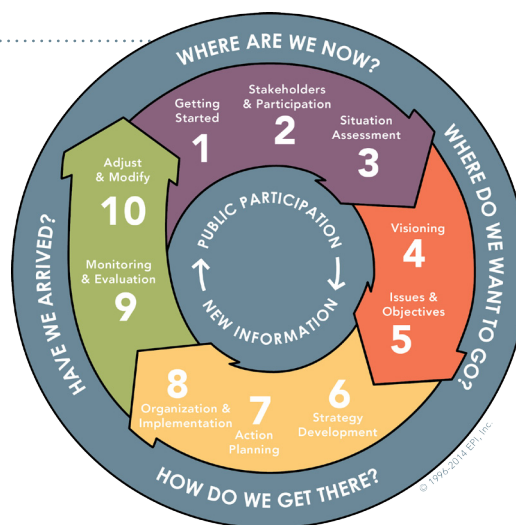 WHERE ARE WE NOW?
Getting
Started
1
Stakeholders
& Participation
2
Situation
Assessment
3
WHERE DO WE WANT TO GO?
Visioning
4
Issues &
Objectives
5
HOW DO WE GET THERE?
6
Strategy
Development
7
Action
Planning
8
Organization &
Implementation
HAVE WE ARRIVED?
Monitoring
& Evaluation
9
Adjust
& Modify
10
PUBLIC PARTICIPATION
NEW INFORMATION
© 1996-2014 EPI, Inc.